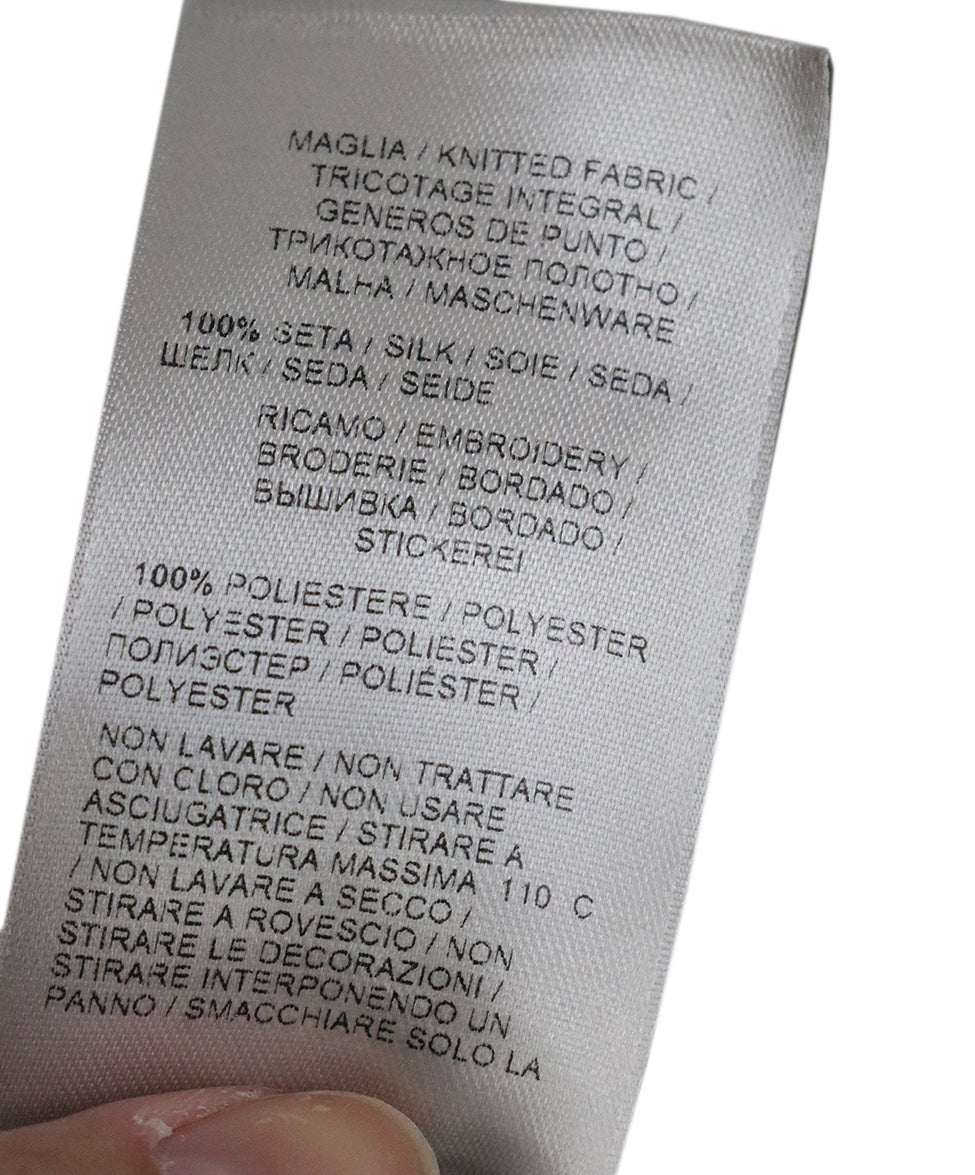 MAGLIA / KNITTED FABRIC /
TRICOTAGE INTEGRAL /
GENEROS DE PUNTO /
ТРИКОТАЖНОЕ ПОЛОТНО /
MALHA / MASCHENWARE
100% SETA / SILK / SOIE / SEDA /
ШЕЛК / SEDA / SEIDE
RICAMO / EMBROIDERY /
BRODERIE / BORDADO /
ВЫШИВКА / BORDADO /
STICKEREI
100% POLIESTERE / POLYESTER
/ POLYESTER / POLIESTER /
ПОЛИЭСТЕР / POLIÉSTER /
POLYESTER
NON LAVARE / NON TRATTARE
CON CLORO / NON USARE
ASCIUGATRICE / STIRARE A
TEMPERATURA MASSIMA 110 C
/ NON LAVARE A SECCO /
STIRARE A ROVESCIO / NON
STIRARE LE DECORAZIONI /
STIRARE INTERPONENDO UN
PANNO / SMACCHIARE SOLO LA